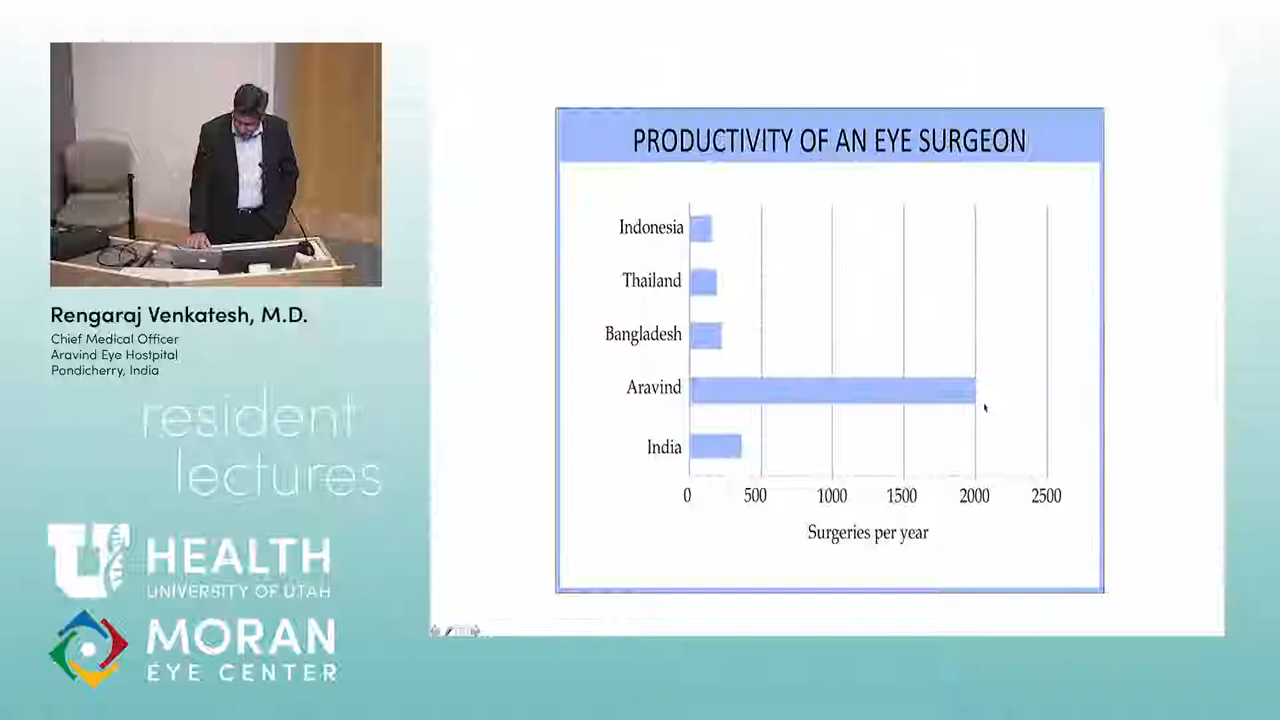 Rengaraj Venkatesh, M.D.
Chief Medical Officer
Aravind Eye Hostpital
Pondicherry, India
resident
lectures
U HEALTH
UNIVERSITY OF UTAH
MORAN
EYE CENTER
PRODUCTIVITY OF AN EYE SURGEON
Indonesia
Thailand
Bangladesh
Aravind
India
0 500 1000 1500 2000 2500
Surgeries per year